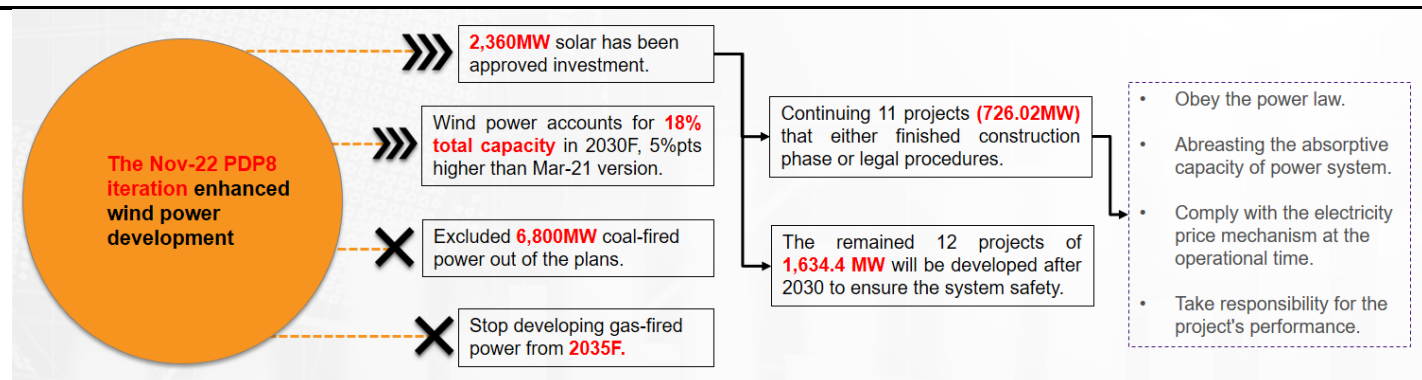 The Nov-22 PDP8
iteration enhanced
wind power
development
2,360MW solar has been
approved investment.
Wind power accounts for 18%
total capacity in 2030F, 5%pts
higher than Mar-21 version.
Excluded 6,800MW coal-fired
power out of the plans.
Stop developing gas-fired
power from 2035F.
Continuing 11 projects (726.02MW)
that either finished construction
phase or legal procedures.
The remained 12 projects of
1,634.4 MW will be developed after
2030 to ensure the system safety.
• Obey the power law.
• Abreasting the absorptive
capacity of power system.
• Comply with the electricity
price mechanism at the
operational time.
• Take responsibility for the
project's performance.